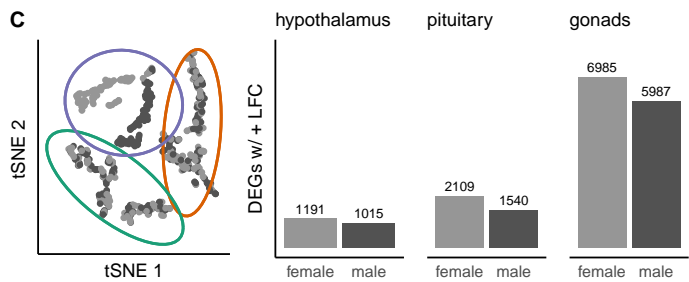 C
hypothalamus
pituitary
gonads
tSNE 2
tSNE 1
DEGs w/ + LFC
1191
1015
2109
1540
6985
5987
female male
female male
female male